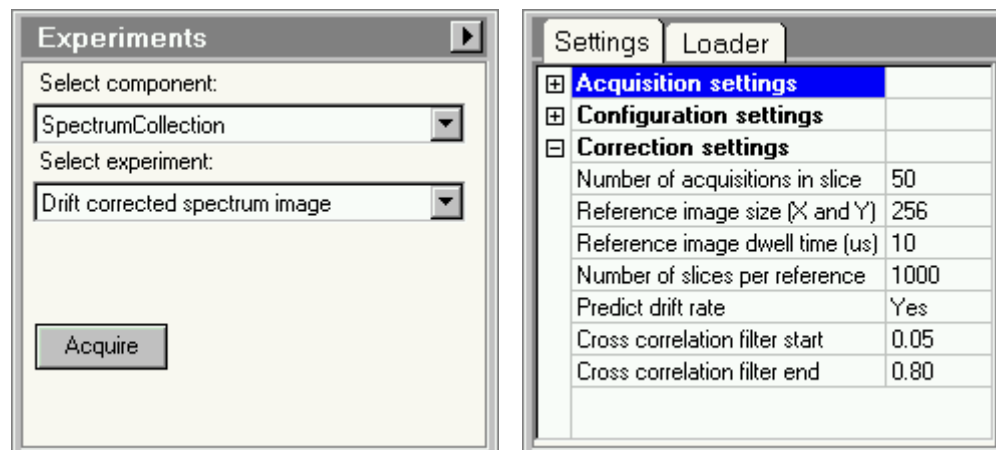 Experiments
Select component:
SpectrumCollection
Select experiment:
Drift corrected spectrum image
Acquire
Settings Loader
Acquisition settings
Configuration settings
Correction settings
Number of acquisitions in slice 50
Reference image size (X and Y) 256
Reference image dwell time (us) 10
Number of slices per reference 1000
Predict drift rate Yes
Cross correlation filter start 0.05
Cross correlation filter end 0.80